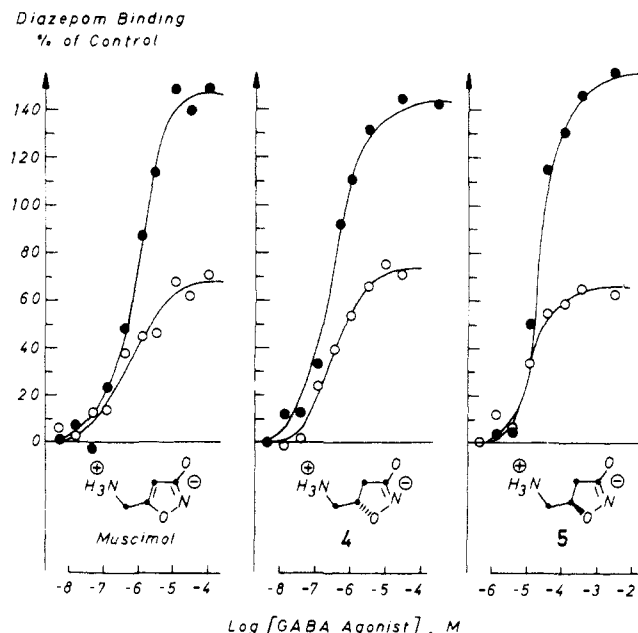 Diazepam Binding
% of Control
140
120
100
80
60
40
20
0
⊕
H3N
O
⊖
N
O
Muscimol
⊕
H3N
O
⊖
N
O
4
⊕
H3N
O
⊖
N
O
5
-8 -7 -6 -5 -4
-8 -7 -6 -5 -4
-6 -5 -4 -3 -2
Log [GABA Agonist], M